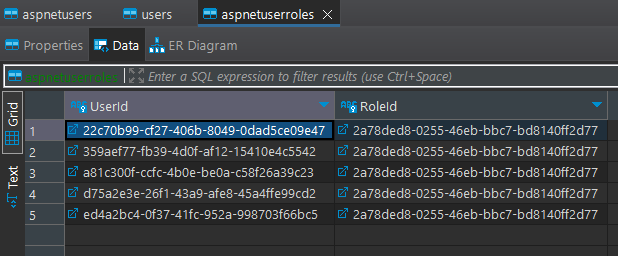 aspnetusers users aspnetuserroles
Properties Data ER Diagram
aspnetuserroles Enter a SQL expression to filter results (use Ctrl+Space)
Grid
Text
UserId RoleId
1 22c70b99-cf27-406b-8049-0dad5ce09e47 2a78ded8-0255-46eb-bbc7-bd8140ff2d77
2 359aef77-fb39-4d0f-af12-15410e4c5542 2a78ded8-0255-46eb-bbc7-bd8140ff2d77
3 a81c300f-ccfc-4b0e-be0a-c58f26a39c23 2a78ded8-0255-46eb-bbc7-bd8140ff2d77
4 d75a2e3e-26f1-43a9-afe8-45a4ffe99cd2 2a78ded8-0255-46eb-bbc7-bd8140ff2d77
5 ed4a2bc4-0f37-41fc-952a-998703f66bc5 2a78ded8-0255-46eb-bbc7-bd8140ff2d77